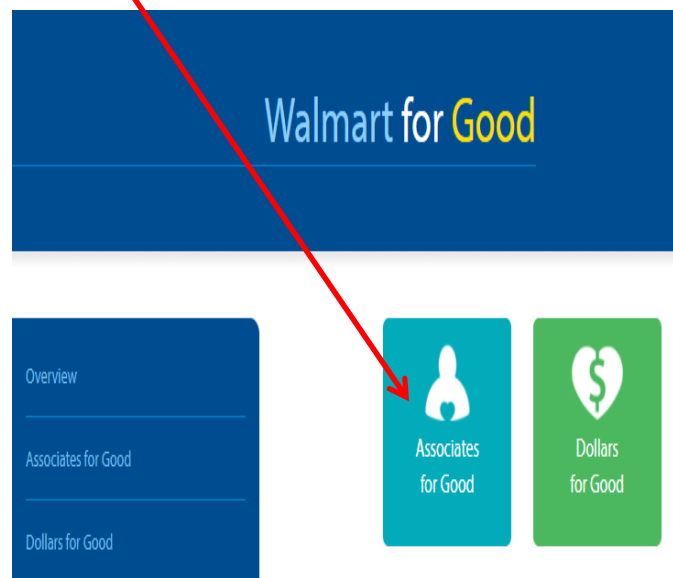 Walmart for Good
Overview
Associates for Good
Dollars for Good
Associates
for Good
Dollars
for Good